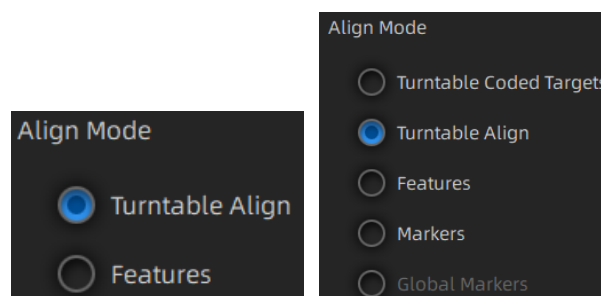 Align Mode
Turntable Align
Features
Align Mode
Turntable Coded Targets
Turntable Align
Features
Markers
Global Markers